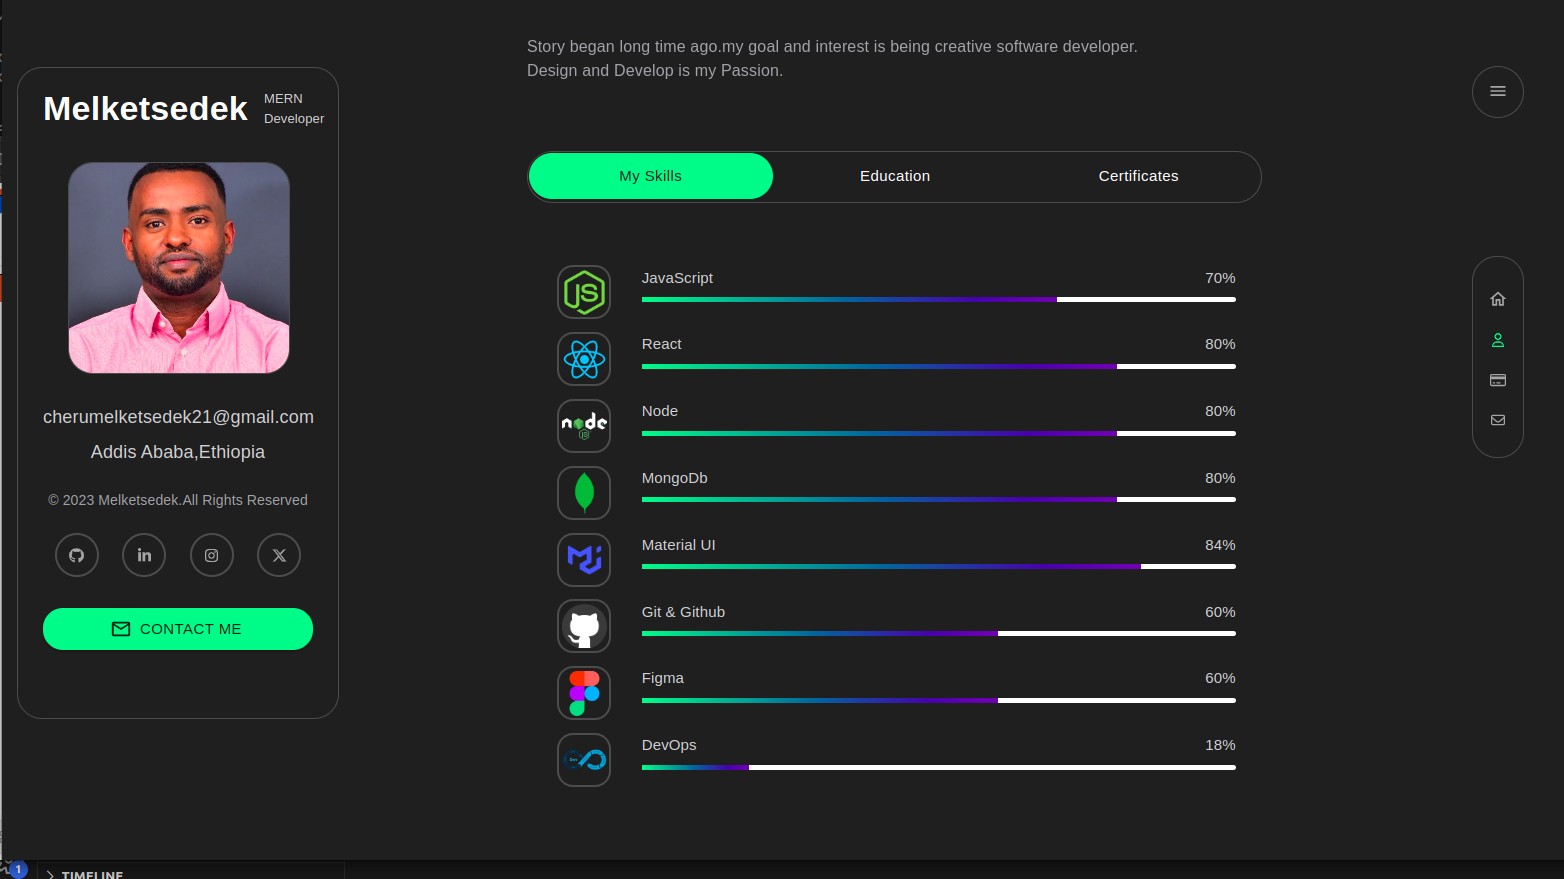 Story began long time ago.my goal and interest is being creative software developer.
Design and Develop is my Passion.
Melketsedek
MERN
Developer
cherumelketsedek21@gmail.com
Addis Ababa,Ethiopia
© 2023 Melketsedek.All Rights Reserved
CONTACT ME
My Skills
Education
Certificates
JavaScript 70%
React 80%
node
Node 80%
MongoDb 80%
Material UI 84%
Git & Github 60%
Figma 60%
Dev
DevOps 18%
1
TIMELINE